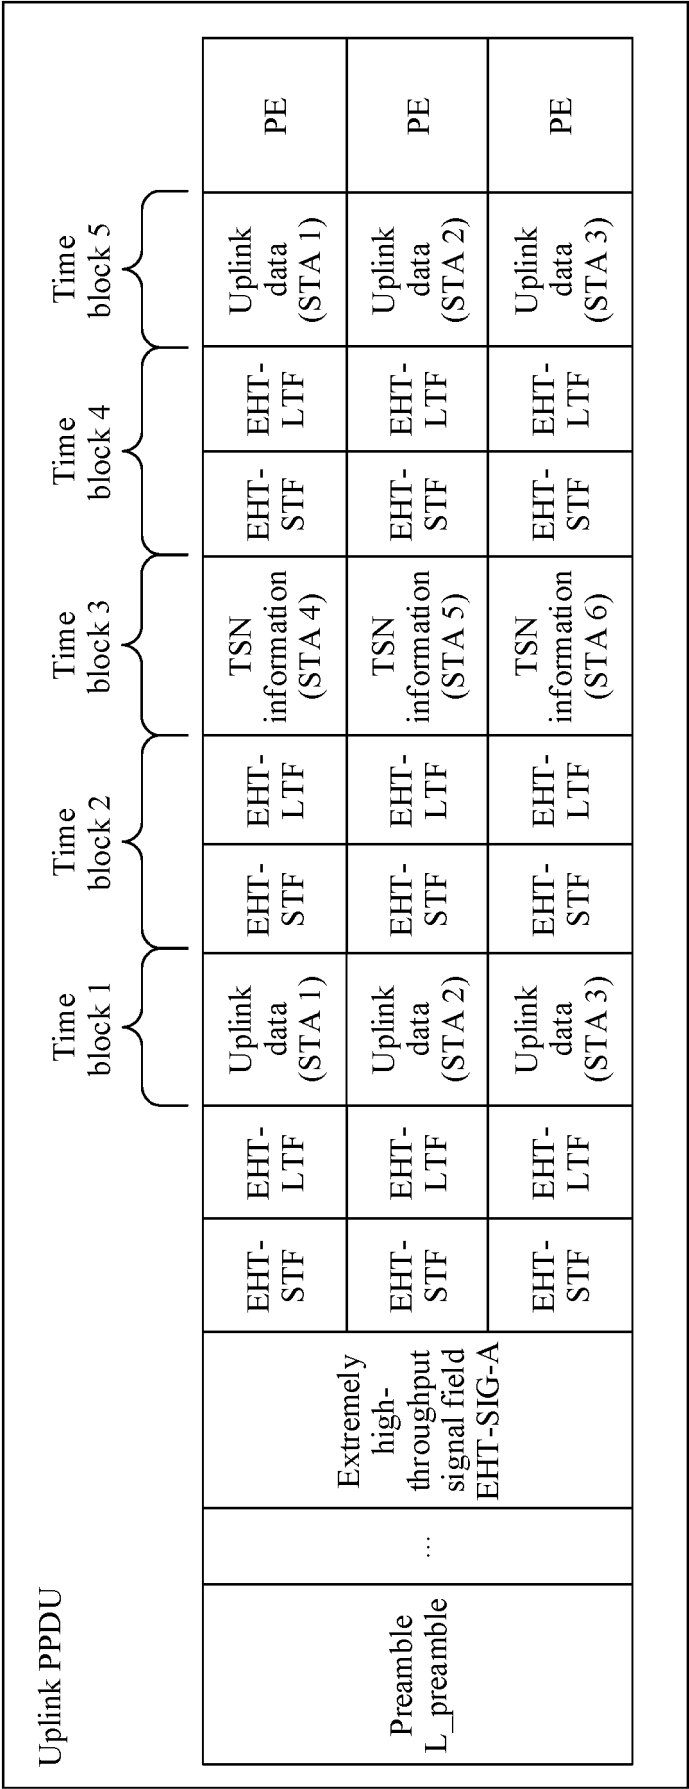 Uplink PPDU
Time
block 1
Time
block 2
Time
block 3
Time
block 4
Time
block 5
Preamble
L_preamble
...
Extremely
high-
throughput
signal field
EHT-SIG-A
EHT-
STF
EHT-
LTF
Uplink
data
(STA 1)
EHT-
STF
EHT-
LTF
TSN
information
(STA 4)
EHT-
STF
EHT-
LTF
Uplink
data
(STA 1)
PE
EHT-
STF
EHT-
LTF
Uplink
data
(STA 2)
EHT-
STF
EHT-
LTF
TSN
information
(STA 5)
EHT-
STF
EHT-
LTF
Uplink
data
(STA 2)
PE
EHT-
STF
EHT-
LTF
Uplink
data
(STA 3)
EHT-
STF
EHT-
LTF
TSN
information
(STA 6)
EHT-
STF
EHT-
LTF
Uplink
data
(STA 3)
PE